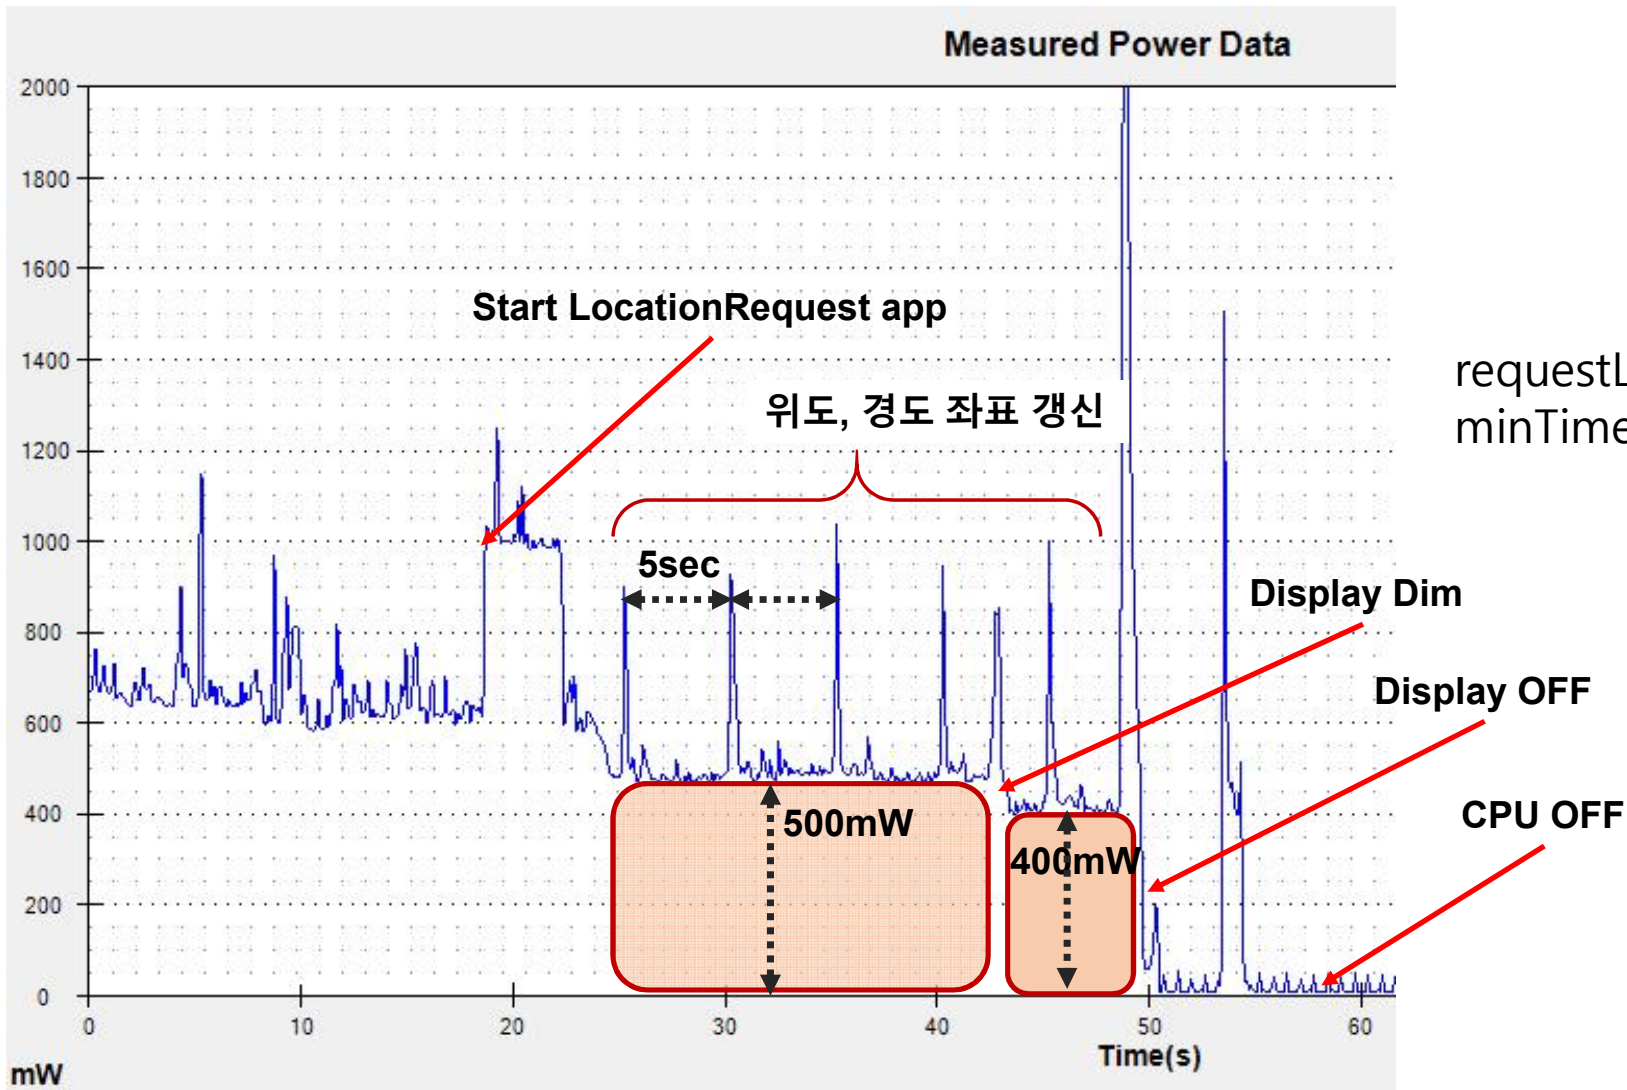 Measured Power Data
2000
1800
1600
1400
1200
1000
800
600
400
200
0
Start LocationRequest app
위도, 경도 좌표 갱신
5sec
500mW
400mW
Display Dim
Display OFF
CPU OFF
0
10
20
30
40
50
60
Time(s)
mW
requestL
minTime